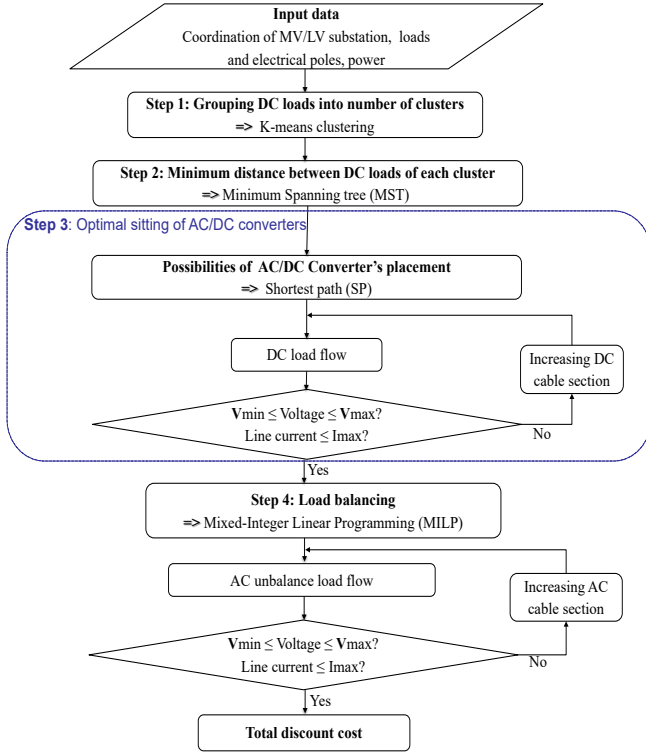 Input data
Coordination of MV/LV substation, loads
and electrical poles, power
Step 1: Grouping DC loads into number of clusters
=> K-means clustering
Step 2: Minimum distance between DC loads of each cluster
=> Minimum Spanning tree (MST)
Step 3: Optimal sitting of AC/DC converters
Possibilities of AC/DC Converter's placement
=> Shortest path (SP)
DC load flow
Increasing DC
cable section
Vmin ≤ Voltage ≤ Vmax?
Line current ≤ Imax?
No
Yes
Step 4: Load balancing
=> Mixed-Integer Linear Programming (MILP)
AC unbalance load flow
Increasing AC
cable section
Vmin ≤ Voltage ≤ Vmax?
Line current ≤ Imax?
No
Yes
Total discount cost